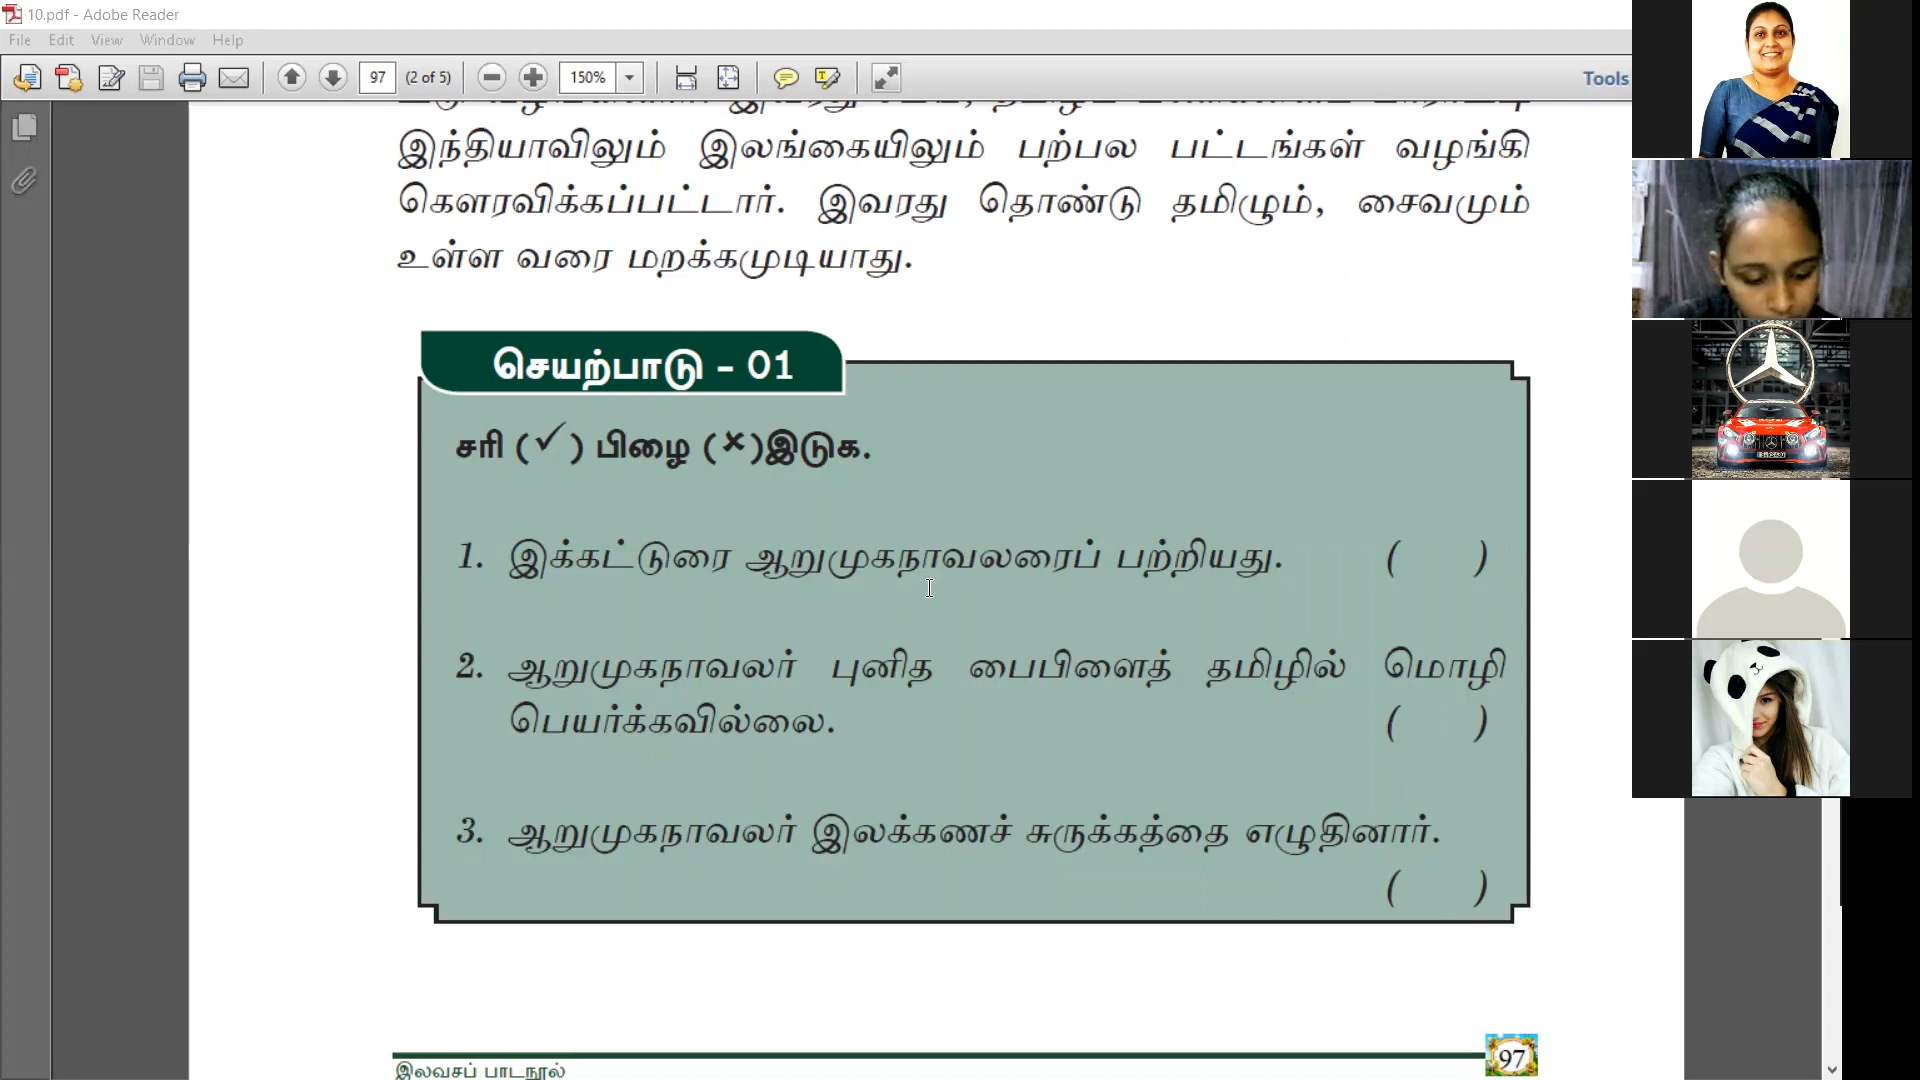 10.pdf - Adobe Reader
File Edit View Window Help
97 (2 of 5) 150% Tools
இந்தியாவிலும் இலங்கையிலும் பற்பல பட்டங்கள் வழங்கி
கௌரவிக்கப்பட்டார். இவரது தொண்டு தமிழும், சைவமும்
உள்ள வரை மறக்கமுடியாது.
செயற்பாடு - 01
சரி (✓) பிழை (✗)இடுக.
1. இக்கட்டுரை ஆறுமுகநாவலரைப் பற்றியது. ( )
2. ஆறுமுகநாவலர் புனித பைபிளைத் தமிழில் மொழி
பெயர்க்கவில்லை. ( )
3. ஆறுமுகநாவலர் இலக்கணச் சுருக்கத்தை எழுதினார்.
( )
இலவசப் பாடநூல்
97